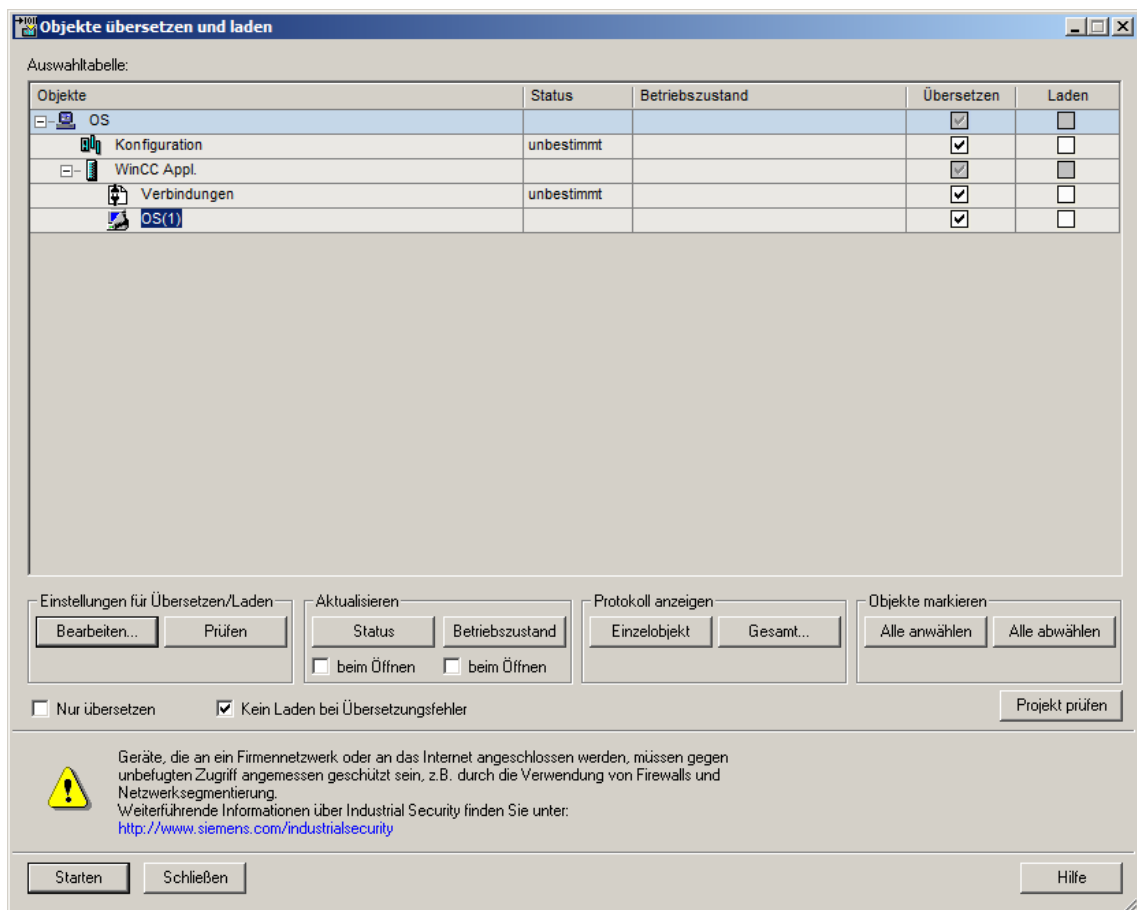 Objekte übersetzen und laden
Auswahltabelle:
Objekte Status Betriebszustand Übersetzen Laden
OS
Konfiguration unbestimmt
WinCC Appl.
Verbindungen unbestimmt
OS(1)
Einstellungen für Übersetzen/Laden Aktualisieren Protokoll anzeigen Objekte markieren
Bearbeiten... Prüfen Status Betriebszustand Einzelobjekt Gesamt... Alle anwählen Alle abwählen
beim Öffnen beim Öffnen
Nur übersetzen Kein Laden bei Übersetzungsfehler Projekt prüfen
Geräte, die an ein Firmennetzwerk oder an das Internet angeschlossen werden, müssen gegen
unbefugten Zugriff angemessen geschützt sein, z.B. durch die Verwendung von Firewalls und
Netzwerksegmentierung.
Weiterführende Informationen über Industrial Security finden Sie unter:
http://www.siemens.com/industrialsecurity
Starten Schließen Hilfe